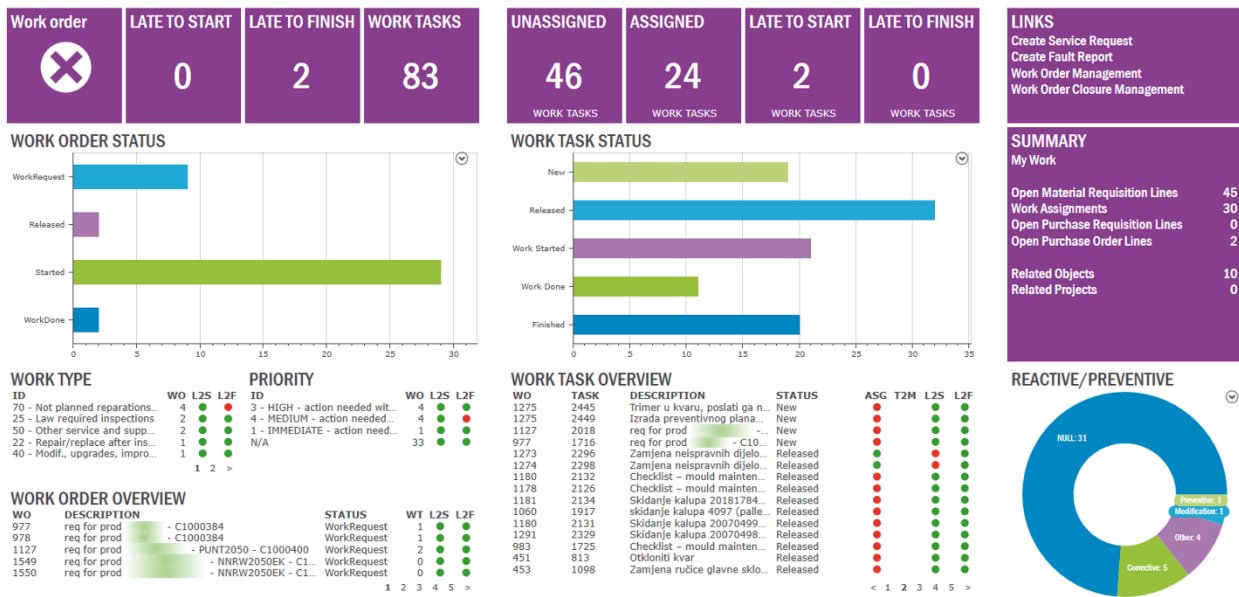 Work order
LATE TO START
0
LATE TO FINISH
2
WORK TASKS
83
UNASSIGNED
46
WORK TASKS
ASSIGNED
24
WORK TASKS
LATE TO START
2
WORK TASKS
LATE TO FINISH
0
WORK TASKS
LINKS
Create Service Request
Create Fault Report
Work Order Management
Work Order Closure Management
WORK ORDER STATUS
WorkRequest
Released
Started
WorkDone
0 5 10 15 20 25 30
WORK TASK STATUS
New
Released
Work Started
Work Done
Finished
0 5 10 15 20 25 30 35
SUMMARY
My Work
Open Material Requisition Lines 45
Work Assignments 30
Open Purchase Requisition Lines 0
Open Purchase Order Lines 2
Related Objects 10
Related Projects 0
WORK TYPE
ID WO L2S L2F
70 - Not planned reparations... 4
25 - Law required inspections 2
50 - Other service and supp... 2
22 - Repair/replace after ins... 1
40 - Modif., upgrades, impro... 1
1 2 >
PRIORITY
ID WO L2S L2F
3 - HIGH - action needed wit... 4
4 - MEDIUM - action needed... 4
1 - IMMEDIATE - action need... 1
N/A 33
WORK ORDER OVERVIEW
WO DESCRIPTION STATUS WT L2S L2F
977 req for prod - C1000384 WorkRequest 1
978 req for prod - C1000384 WorkRequest 1
1127 req for prod - PUNT2050 - C1000400 WorkRequest 2
1549 req for prod - NNRW2050EK - C1... WorkRequest 0
1550 req for prod - NNRW2050EK - C1... WorkRequest 0
1 2 3 4 5 >
WORK TASK OVERVIEW
WO TASK DESCRIPTION STATUS ASG T2M L2S L2F
1275 2445 Trimer u kvaru, poslati ga n... New
1275 2449 Izrada preventivnog plana... New
1127 2018 req for prod -... New
977 1716 req for prod - C10... New
1273 2296 Zamjena neispravnih dijelo... Released
1274 2298 Zamjena neispravnih dijelo... Released
1180 2132 Checklist – mould mainten... Released
1178 2126 Checklist – mould mainten... Released
1181 2134 Skidanje kalupa 20181784... Released
1060 1917 skidanje kalupa 4097 (palle... Released
1180 2131 Skidanje kalupa 20070499... Released
1291 2329 Skidanje kalupa 20070498... Released
983 1725 Checklist – mould mainten... Released
451 813 Otkloniti kvar Released
453 1098 Zamjena ručice glavne sklo... Released
< 1 2 3 4 5 >
REACTIVE/PREVENTIVE
NULL: 31
Preventive: 1
Modification: 1
Other: 4
Corrective: 5